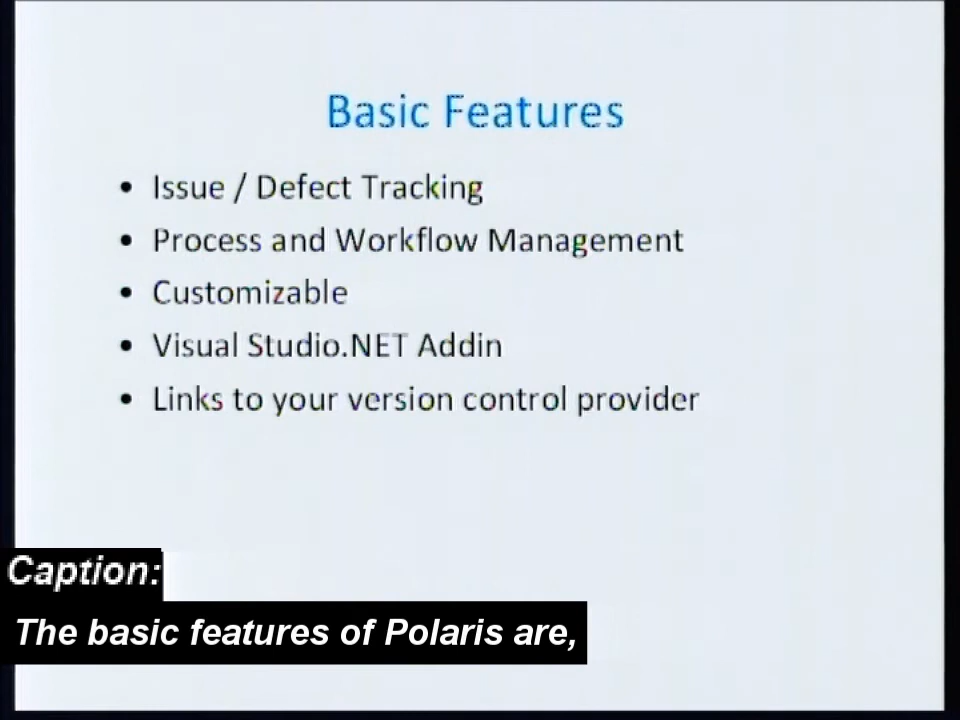 Basic Features
• Issue / Defect Tracking
• Process and Workflow Management
• Customizable
• Visual Studio.NET Addin
• Links to your version control provider
Caption:
The basic features of Polaris are,